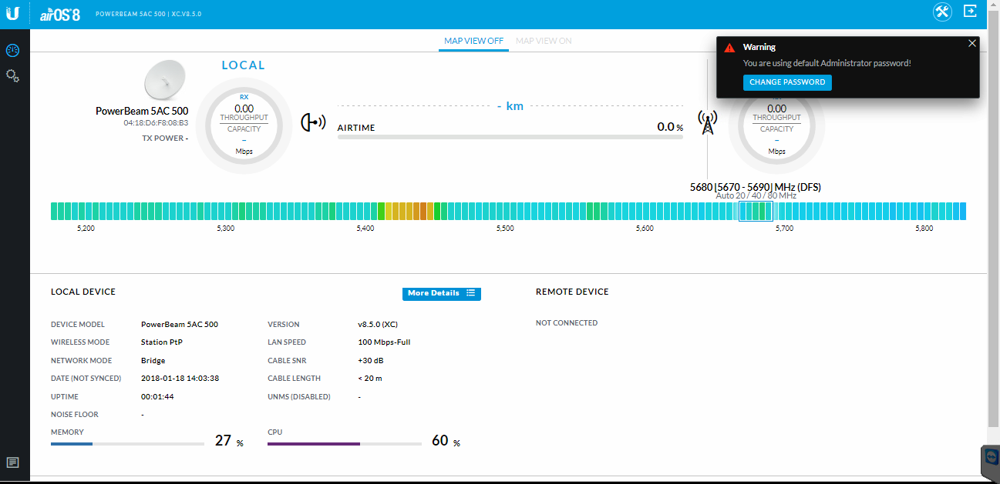 airOS 8 POWERBEAM 5AC 500 | XC.V8.5.0
MAP VIEW OFF MAP VIEW ON
Warning
You are using default Administrator password!
CHANGE PASSWORD
LOCAL
PowerBeam 5AC 500
04:18:D6:F8:08:B3
TX POWER -
RX
0.00
THROUGHPUT
CAPACITY
-
Mbps
- km
AIRTIME 0.0 %
0.00
THROUGHPUT
CAPACITY
-
Mbps
5680 [5670 - 5690] MHz (DFS)
Auto 20 / 40 / 80 MHz
5,200 5,300 5,400 5,500 5,600 5,700 5,800
LOCAL DEVICE
More Details
DEVICE MODEL PowerBeam 5AC 500 VERSION v8.5.0 (XC)
WIRELESS MODE Station PtP LAN SPEED 100 Mbps-Full
NETWORK MODE Bridge CABLE SNR +30 dB
DATE (NOT SYNCED) 2018-01-18 14:03:38 CABLE LENGTH < 20 m
UPTIME 00:01:44 UNMS (DISABLED) -
NOISE FLOOR -
MEMORY 27 % CPU 60 %
REMOTE DEVICE
NOT CONNECTED